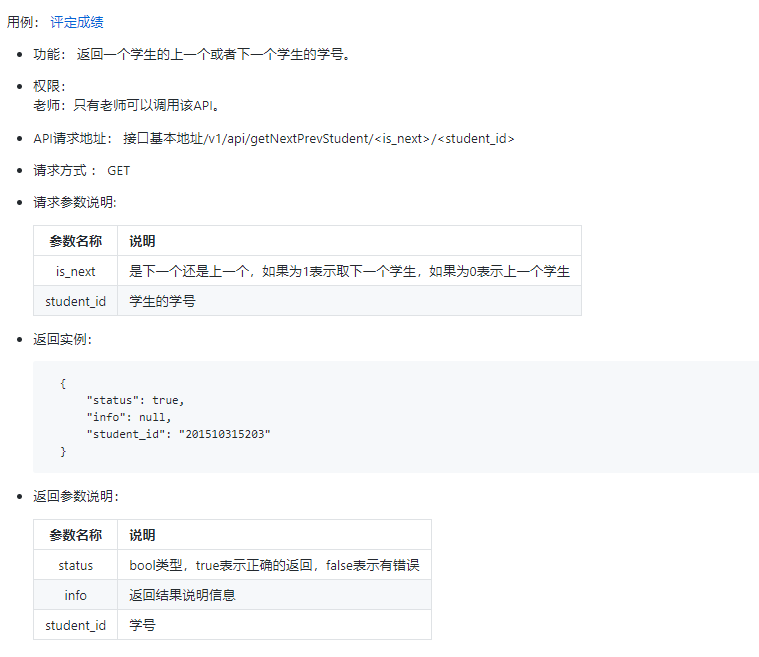 用例： 评定成绩
功能： 返回一个学生的上一个或者下一个学生的学号。
权限：
老师：只有老师可以调用该API。
API请求地址： 接口基本地址/v1/api/getNextPrevStudent/<is_next>/<student_id>
请求方式 ： GET
请求参数说明:
参数名称 说明
is_next 是下一个还是上一个，如果为1表示取下一个学生，如果为0表示上一个学生
student_id 学生的学号
返回实例：
{
"status": true,
"info": null,
"student_id": "201510315203"
}
返回参数说明：
参数名称 说明
status bool类型，true表示正确的返回，false表示有错误
info 返回结果说明信息
student_id 学号